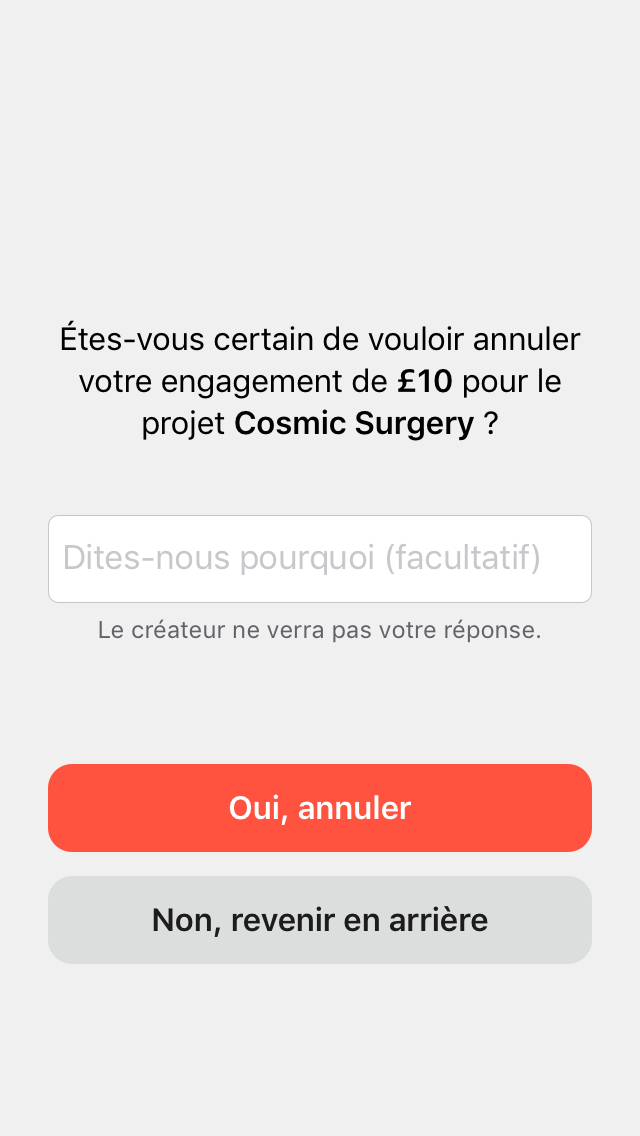 Étes-vous certain de vouloir annuler
votre engagement de £10 pour le
projet Cosmic Surgery ?
Dites-nous pourquoi (facultatif)
Le créateur ne verra pas votre réponse.
Oui, annuler
Non, revenir en arrière